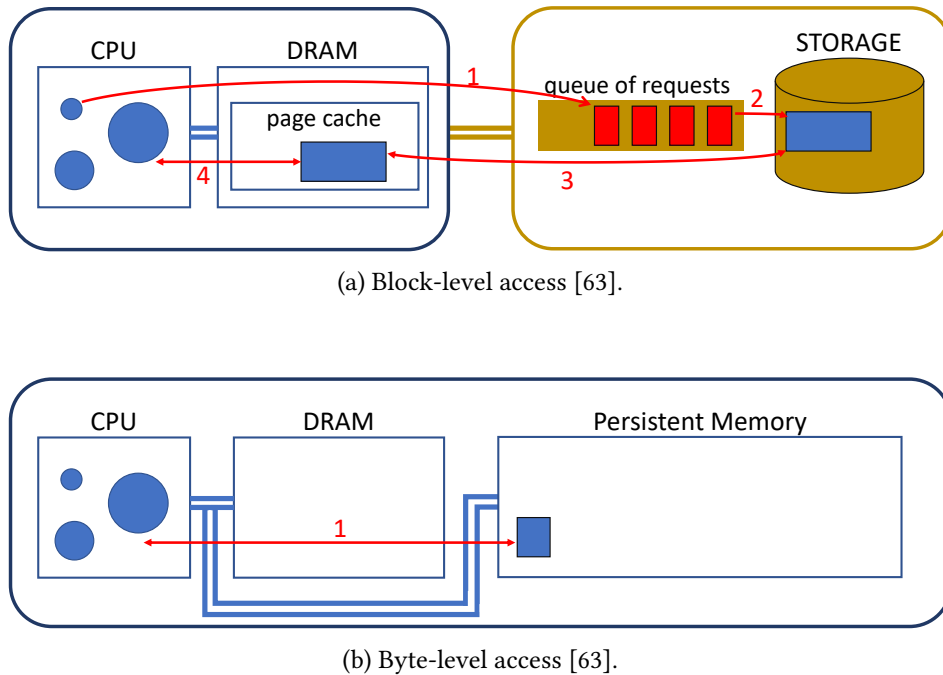 CPU
DRAM
STORAGE
1
queue of requests
2
page cache
4
3
(a) Block-level access [63].
CPU
DRAM
Persistent Memory
1
(b) Byte-level access [63].